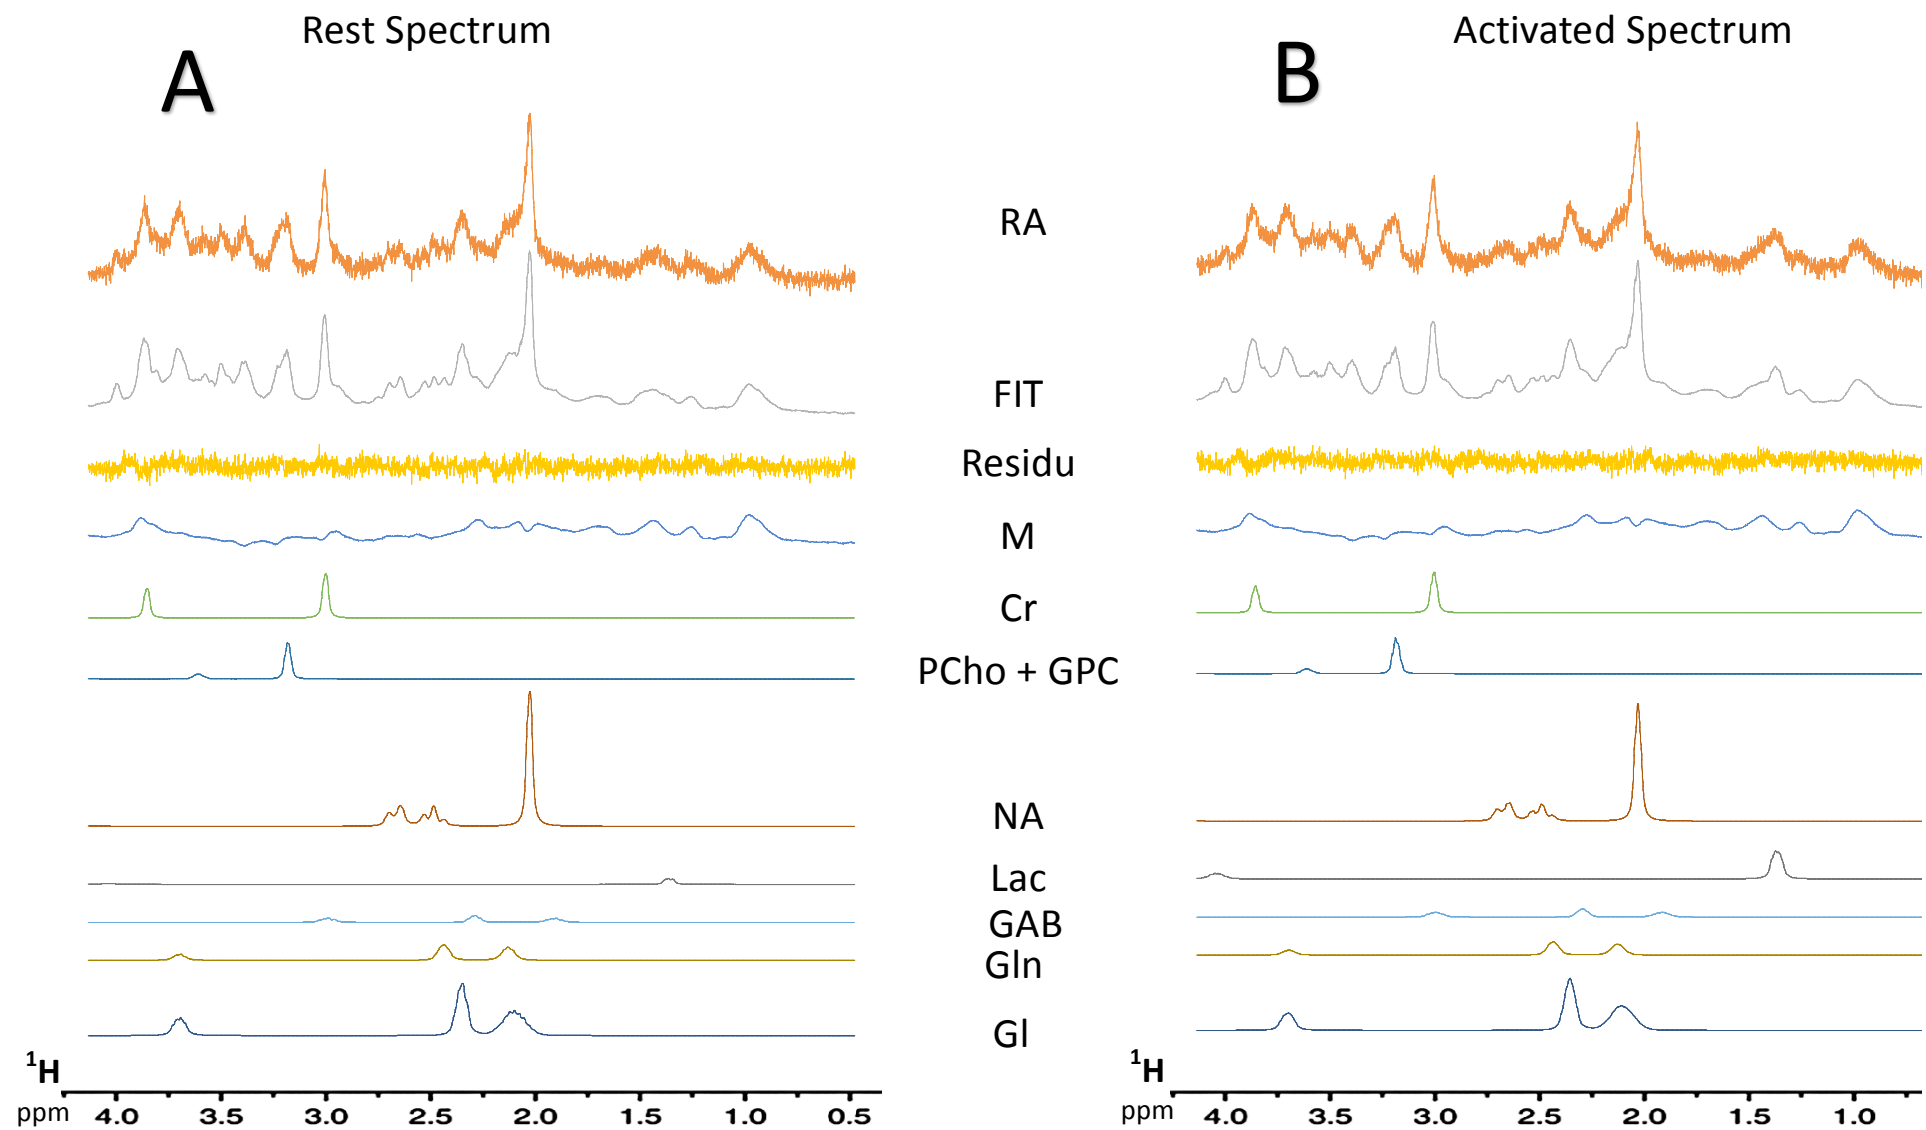 Rest Spectrum
Activated Spectrum
A
B
RA
FIT
Residu
M
Cr
PCho + GPC
NA
Lac
GAB
Gln
Gl
¹H
ppm 4.0 3.5 3.0 2.5 2.0 1.5 1.0 0.5
¹H
ppm 4.0 3.5 3.0 2.5 2.0 1.5 1.0